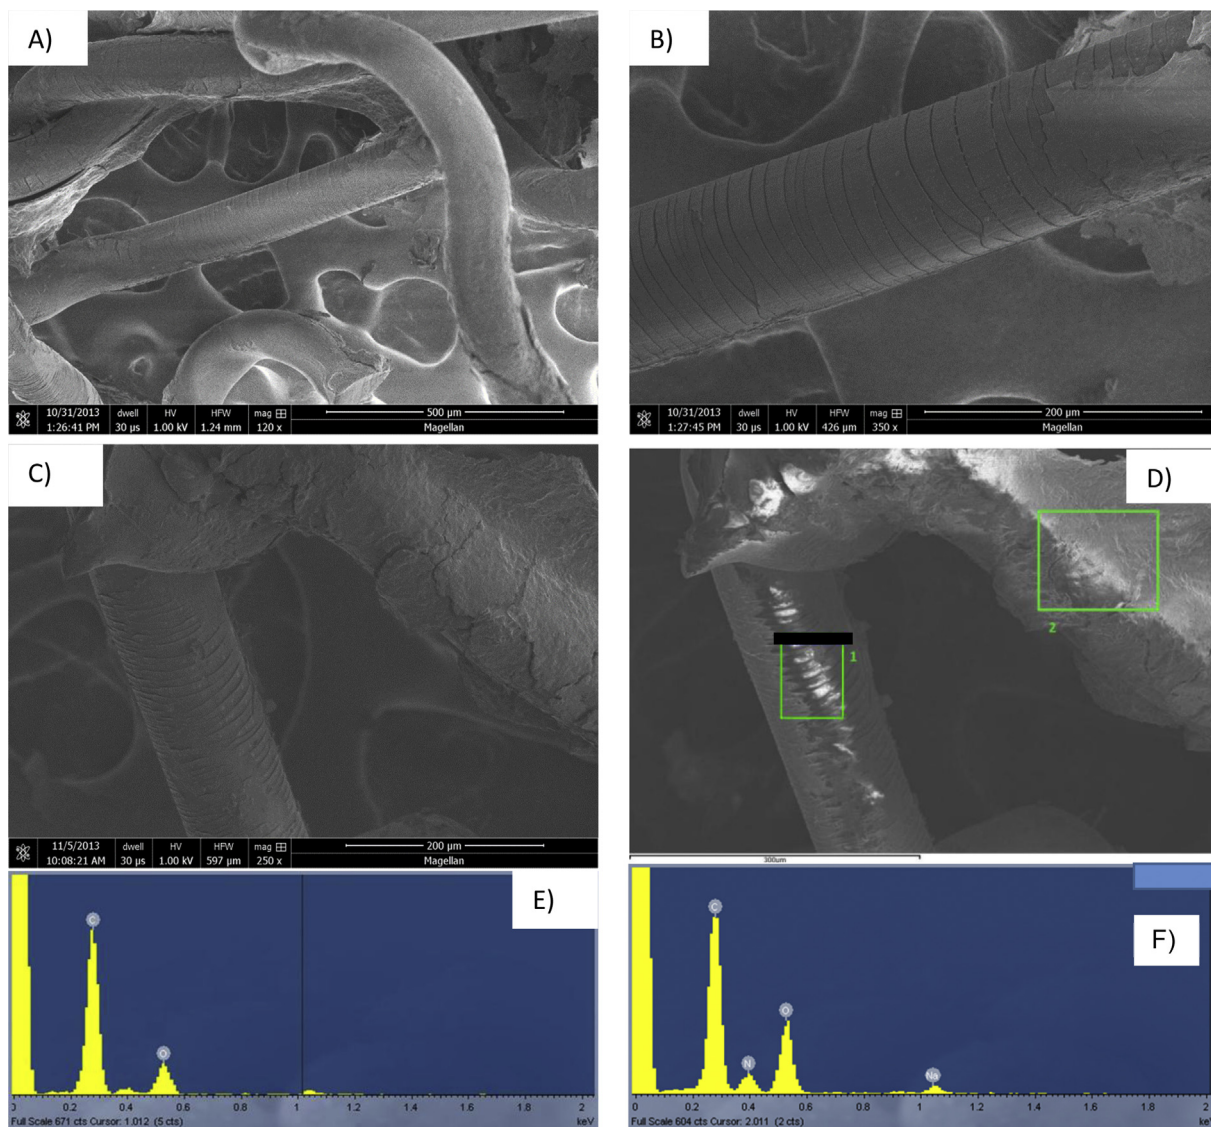 A)
B)
10/31/2013 dwell HV HFW mag 500 µm
1:26:41 PM 30 µs 1.00 kV 1.24 mm 120 x Magellan
10/31/2013 dwell HV HFW mag 200 µm
1:27:45 PM 30 µs 1.00 kV 426 µm 350 x Magellan
C)
D)
1
2
11/5/2013 dwell HV HFW mag 200 µm
10:08:21 AM 30 µs 1.00 kV 597 µm 250 x Magellan
300µm
E)
C
O
0 0.2 0.4 0.6 0.8 1 1.2 1.4 1.6 1.8 2
Full Scale 671 cts Cursor: 1.012 (5 cts) keV
F)
C
N
O
Na
0 0.2 0.4 0.6 0.8 1 1.2 1.4 1.6 1.8 2
Full Scale 604 cts Cursor: 2.011 (2 cts) keV